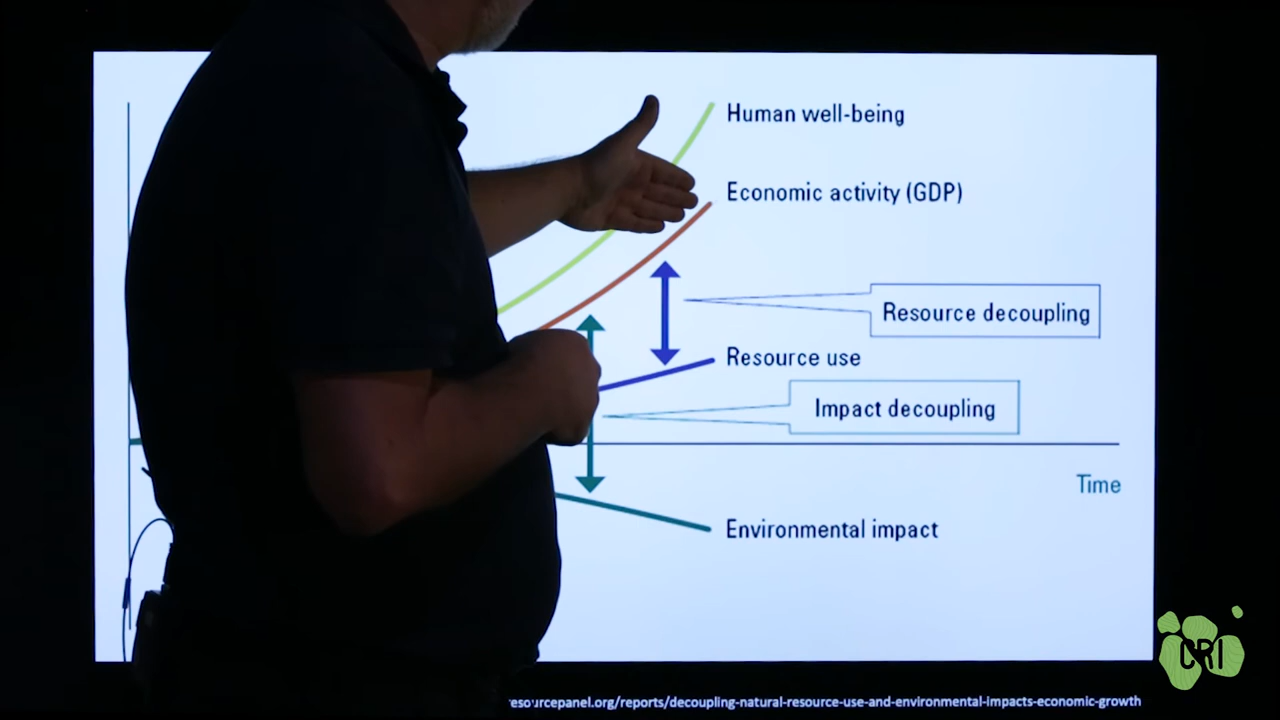 Human well-being
Economic activity (GDP)
Resource decoupling
Resource use
Impact decoupling
Time
Environmental impact
CRI
resourcepanel.org/reports/decoupling-natural-resource-use-and-environmental-impacts-economic-growth